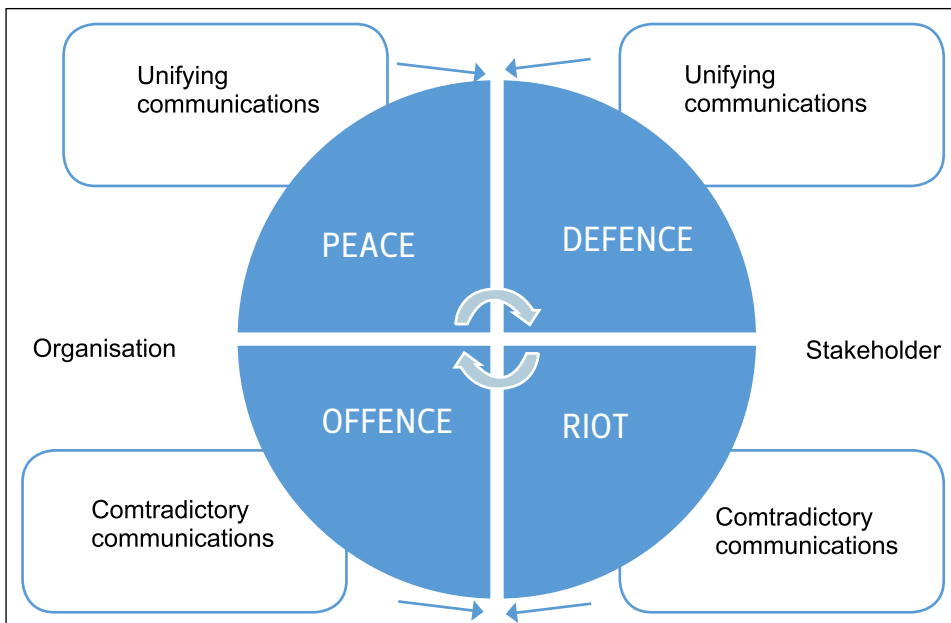 Unifying
communications
Unifying
communications
PEACE
DEFENCE
Organisation
Stakeholder
OFFENCE
RIOT
Comtradictory
communications
Comtradictory
communications